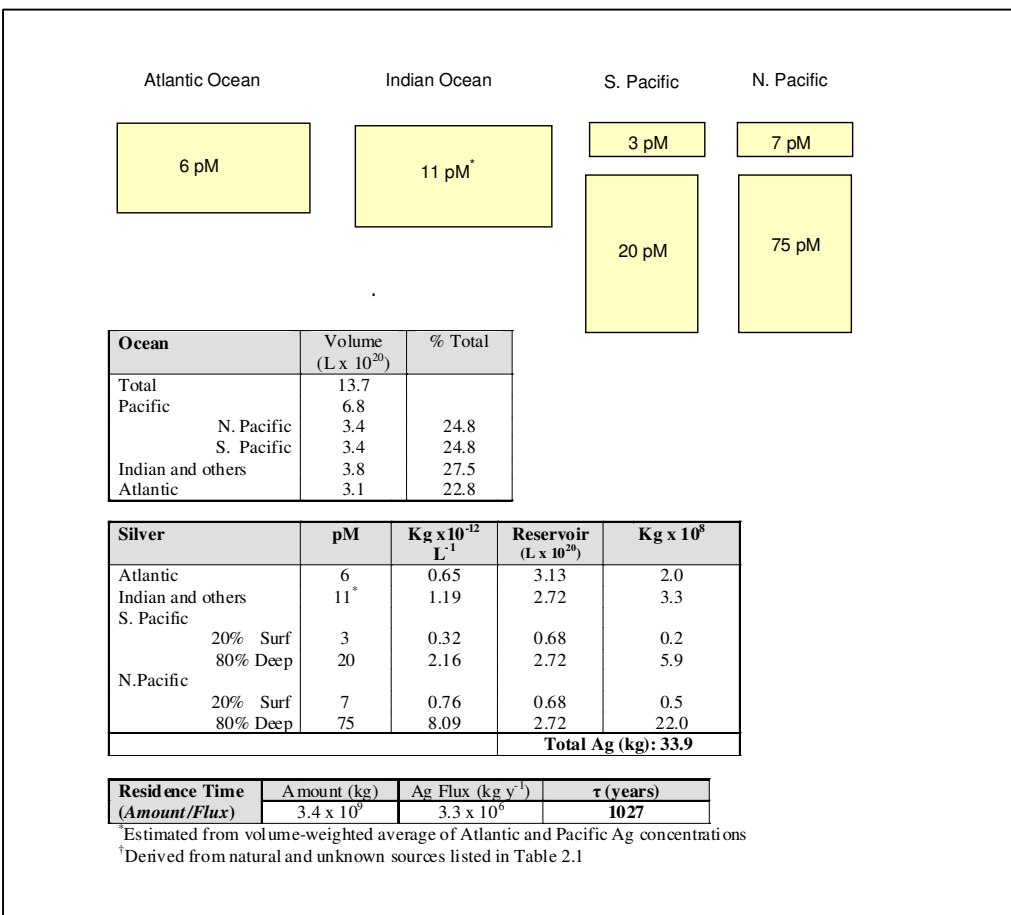 Atlantic Ocean Indian Ocean S. Pacific N. Pacific
6 pM 11 pM* 3 pM 7 pM
20 pM 75 pM
.
Ocean Volume (L x 10^20) % Total
Total 13.7
Pacific 6.8
N. Pacific 3.4 24.8
S. Pacific 3.4 24.8
Indian and others 3.8 27.5
Atlantic 3.1 22.8
Silver pM Kg x10^-12 L^-1 Reservoir (L x 10^20) Kg x 10^8
Atlantic 6 0.65 3.13 2.0
Indian and others 11* 1.19 2.72 3.3
S. Pacific
20% Surf 3 0.32 0.68 0.2
80% Deep 20 2.16 2.72 5.9
N.Pacific
20% Surf 7 0.76 0.68 0.5
80% Deep 75 8.09 2.72 22.0
Total Ag (kg): 33.9
Residence Time Amount (kg) Ag Flux (kg y^-1) τ (years)
(Amount/Flux) 3.4 x 10^9 3.3 x 10^6 1027
*Estimated from volume-weighted average of Atlantic and Pacific Ag concentrations
†Derived from natural and unknown sources listed in Table 2.1